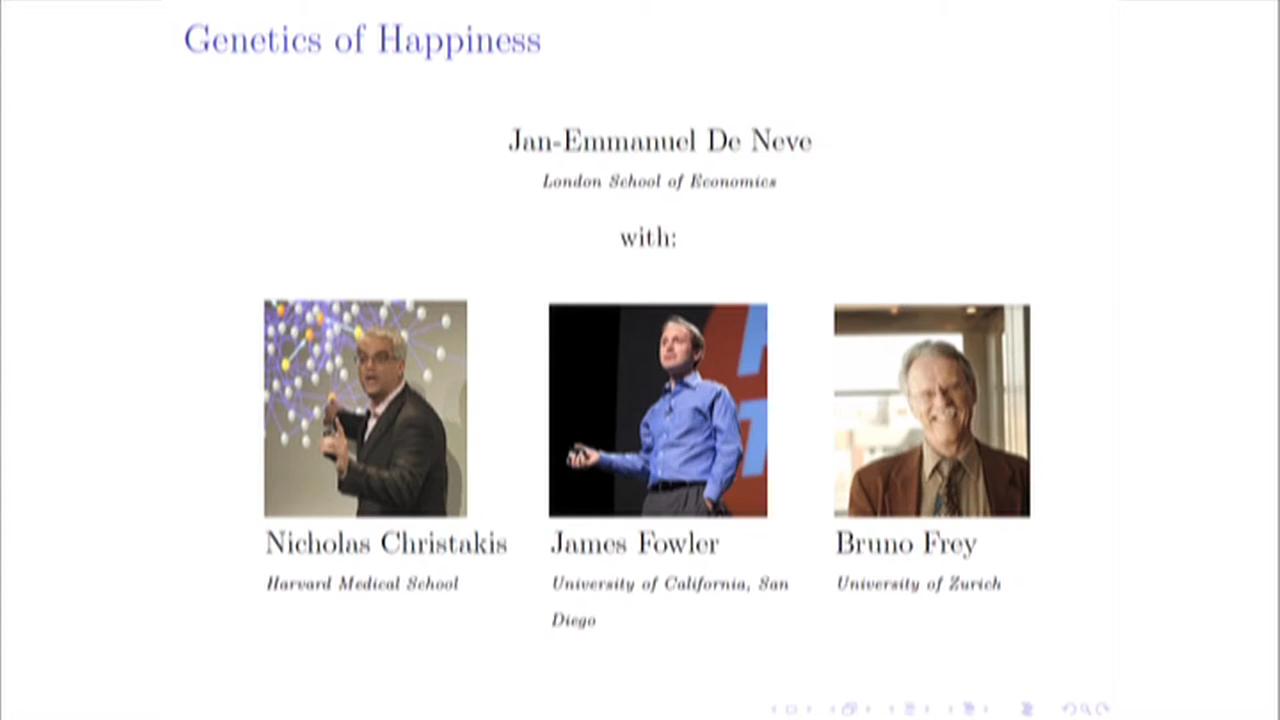 Genetics of Happiness
Jan-Emmanuel De Neve
London School of Economics
with:
Nicholas Christakis
James Fowler
Bruno Frey
Harvard Medical School
University of California, San
Diego
University of Zurich